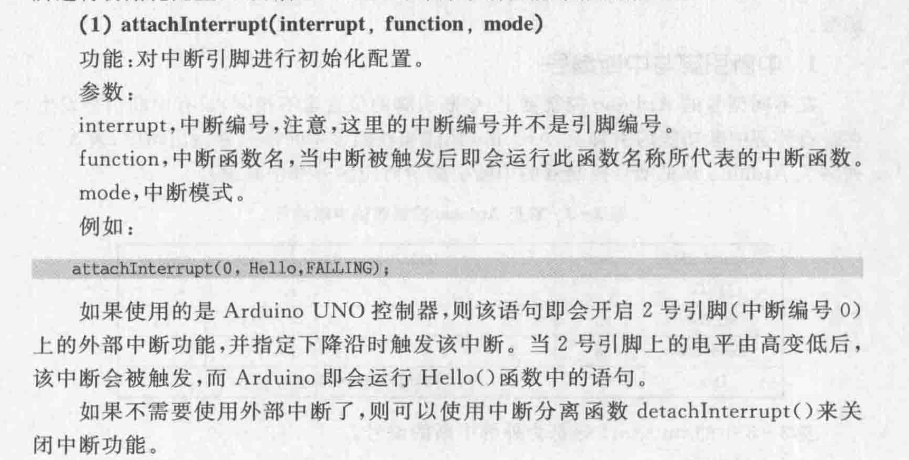 (1) attachInterrupt(interrupt, function, mode)
功能:对中断引脚进行初始化配置。
参数:
interrupt,中断编号,注意,这里的中断编号并不是引脚编号。
function,中断函数名,当中断被触发后即会运行此函数名称所代表的中断函数。
mode,中断模式。
例如:
attachInterrupt(0, Hello,FALLING);
如果使用的是 Arduino UNO 控制器,则该语句即会开启 2 号引脚(中断编号 0)
上的外部中断功能,并指定下降沿时触发该中断。当 2 号引脚上的电平由高变低后,
该中断会被触发,而 Arduino 即会运行 Hello()函数中的语句。
如果不需要使用外部中断了,则可以使用中断分离函数 detachInterrupt()来关
闭中断功能。